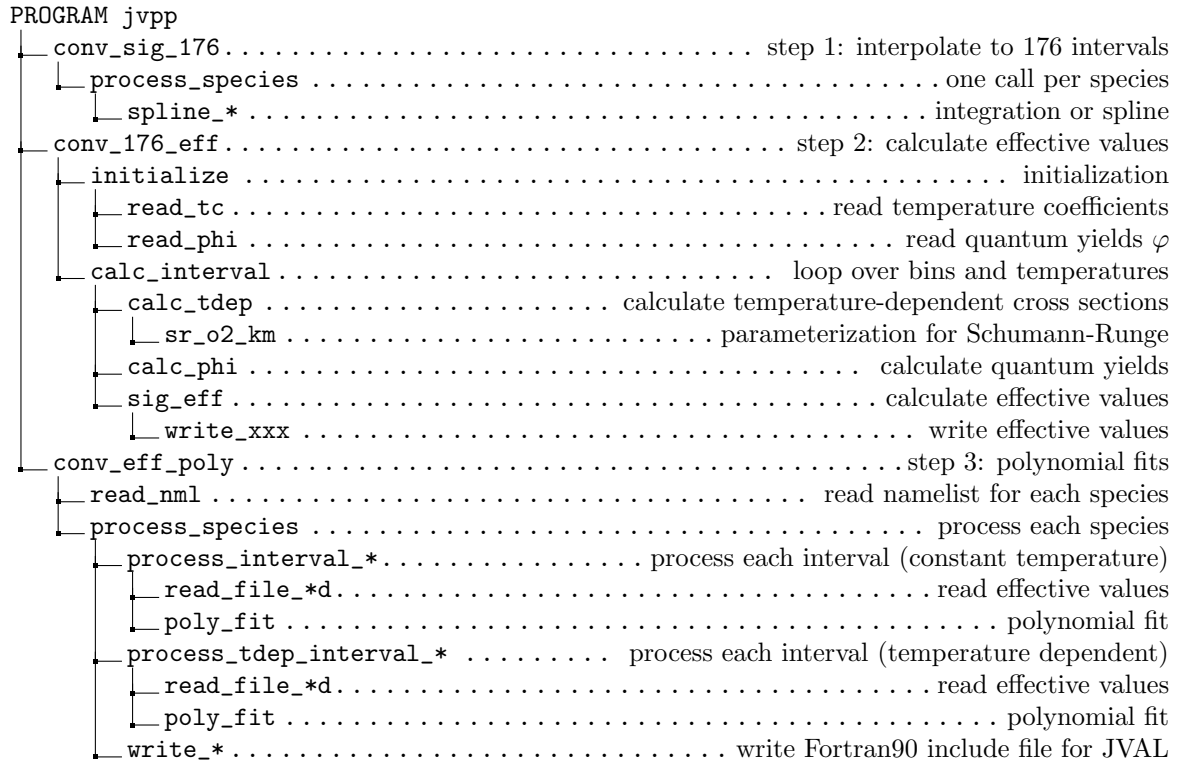 PROGRAM jvpp
conv_sig_176 step 1: interpolate to 176 intervals
process_species one call per species
spline_* integration or spline
conv_176_eff step 2: calculate effective values
initialize initialization
read_tc read temperature coefficients
read_phi read quantum yields φ
calc_interval loop over bins and temperatures
calc_tdep calculate temperature-dependent cross sections
sr_o2_km parameterization for Schumann-Runge
calc_phi calculate quantum yields
sig_eff calculate effective values
write_xxx write effective values
conv_eff_poly step 3: polynomial fits
read_nml read namelist for each species
process_species process each species
process_interval_* process each interval (constant temperature)
read_file_*d read effective values
poly_fit polynomial fit
process_tdep_interval_* process each interval (temperature dependent)
read_file_*d read effective values
poly_fit polynomial fit
write_* write Fortran90 include file for JVAL